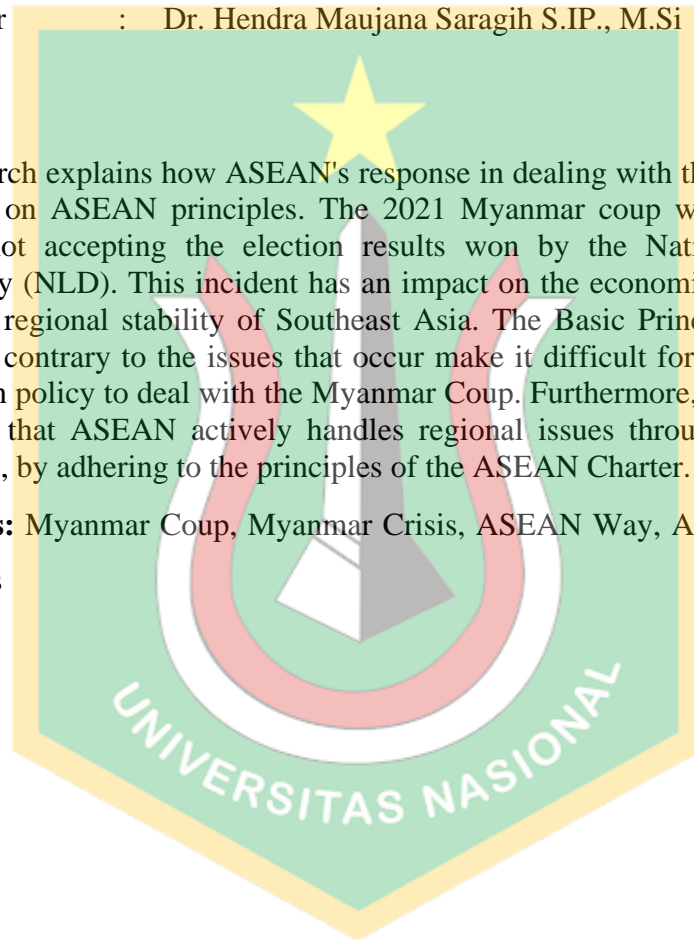 r : Dr. Hendra Maujana Saragih S.IP., M.Si
rch explains how ASEAN's response in dealing with th
on ASEAN principles. The 2021 Myanmar coup w
ot accepting the election results won by the Nati
y (NLD). This incident has an impact on the economi
regional stability of Southeast Asia. The Basic Princ
contrary to the issues that occur make it difficult for
n policy to deal with the Myanmar Coup. Furthermore,
that ASEAN actively handles regional issues throu
, by adhering to the principles of the ASEAN Charter.
s: Myanmar Coup, Myanmar Crisis, ASEAN Way, A
s
UNIVERSITAS NASIONAL